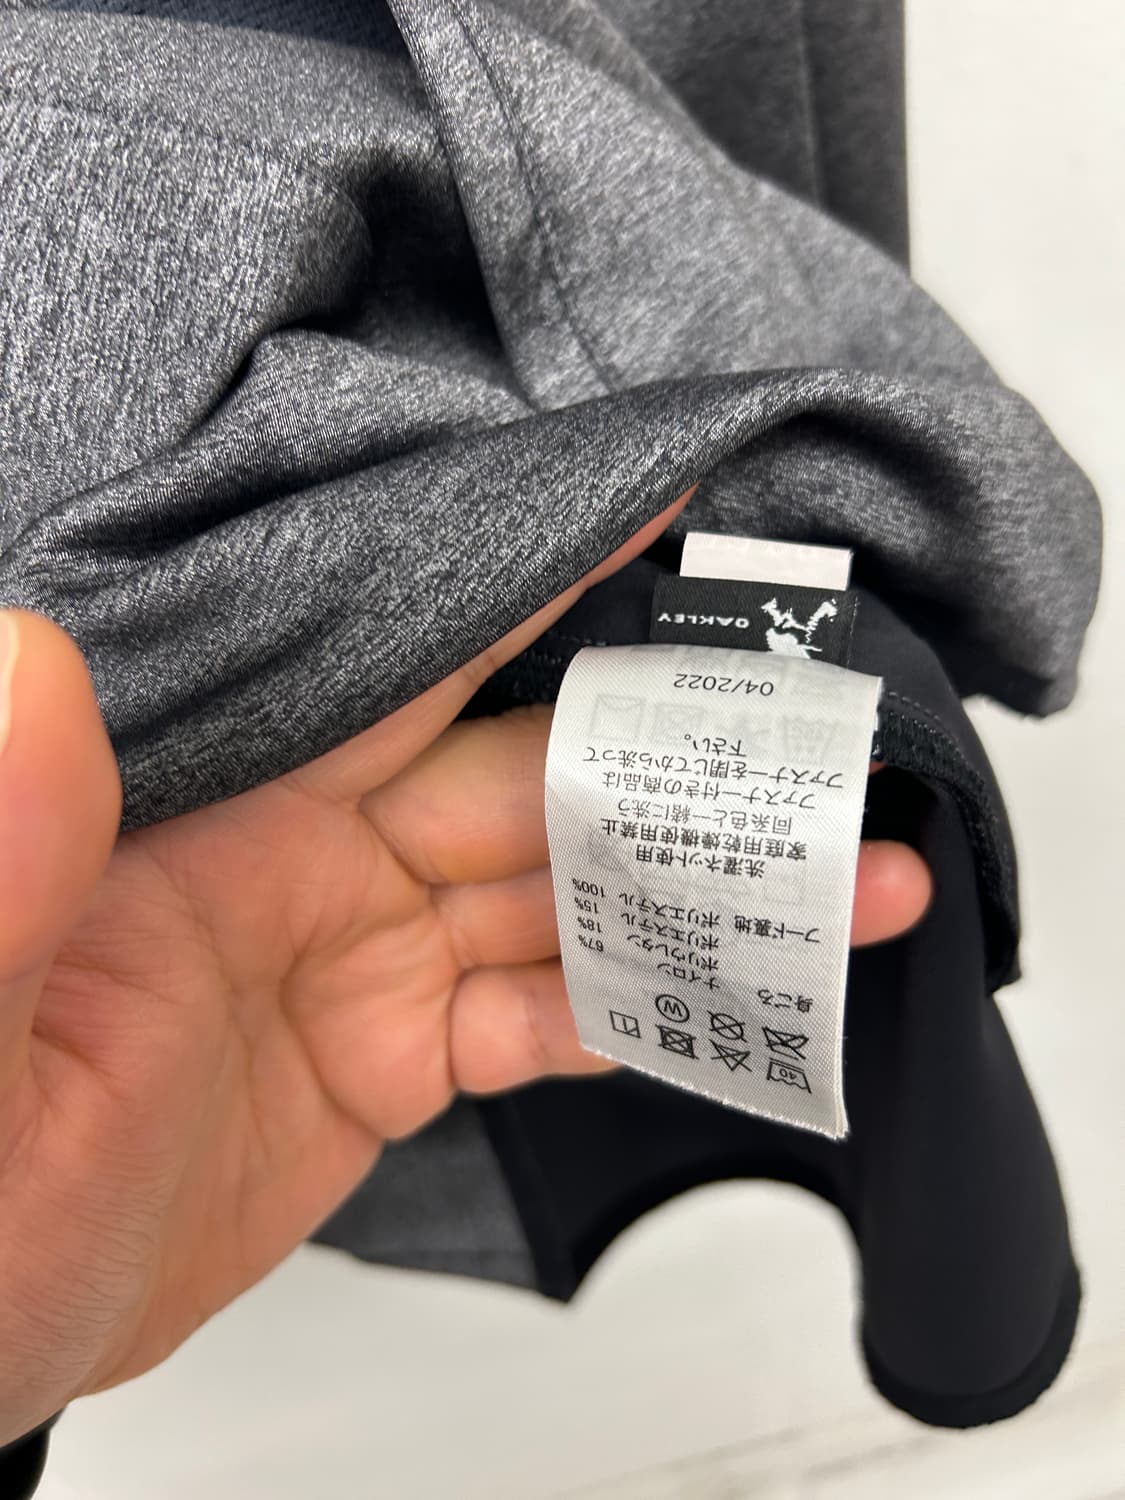 40
W
身ごろ
ナイロン 67%
ポリウレタン 18%
ポリエステル 15%
フード裏地 ポリエステル 100%
洗濯ネット使用
家庭用乾燥機使用禁止
同系色と一緒に洗う
ファスナー付きの商品は
ファスナーを閉じてから洗って
下さい。
04/2022
OAKLEY